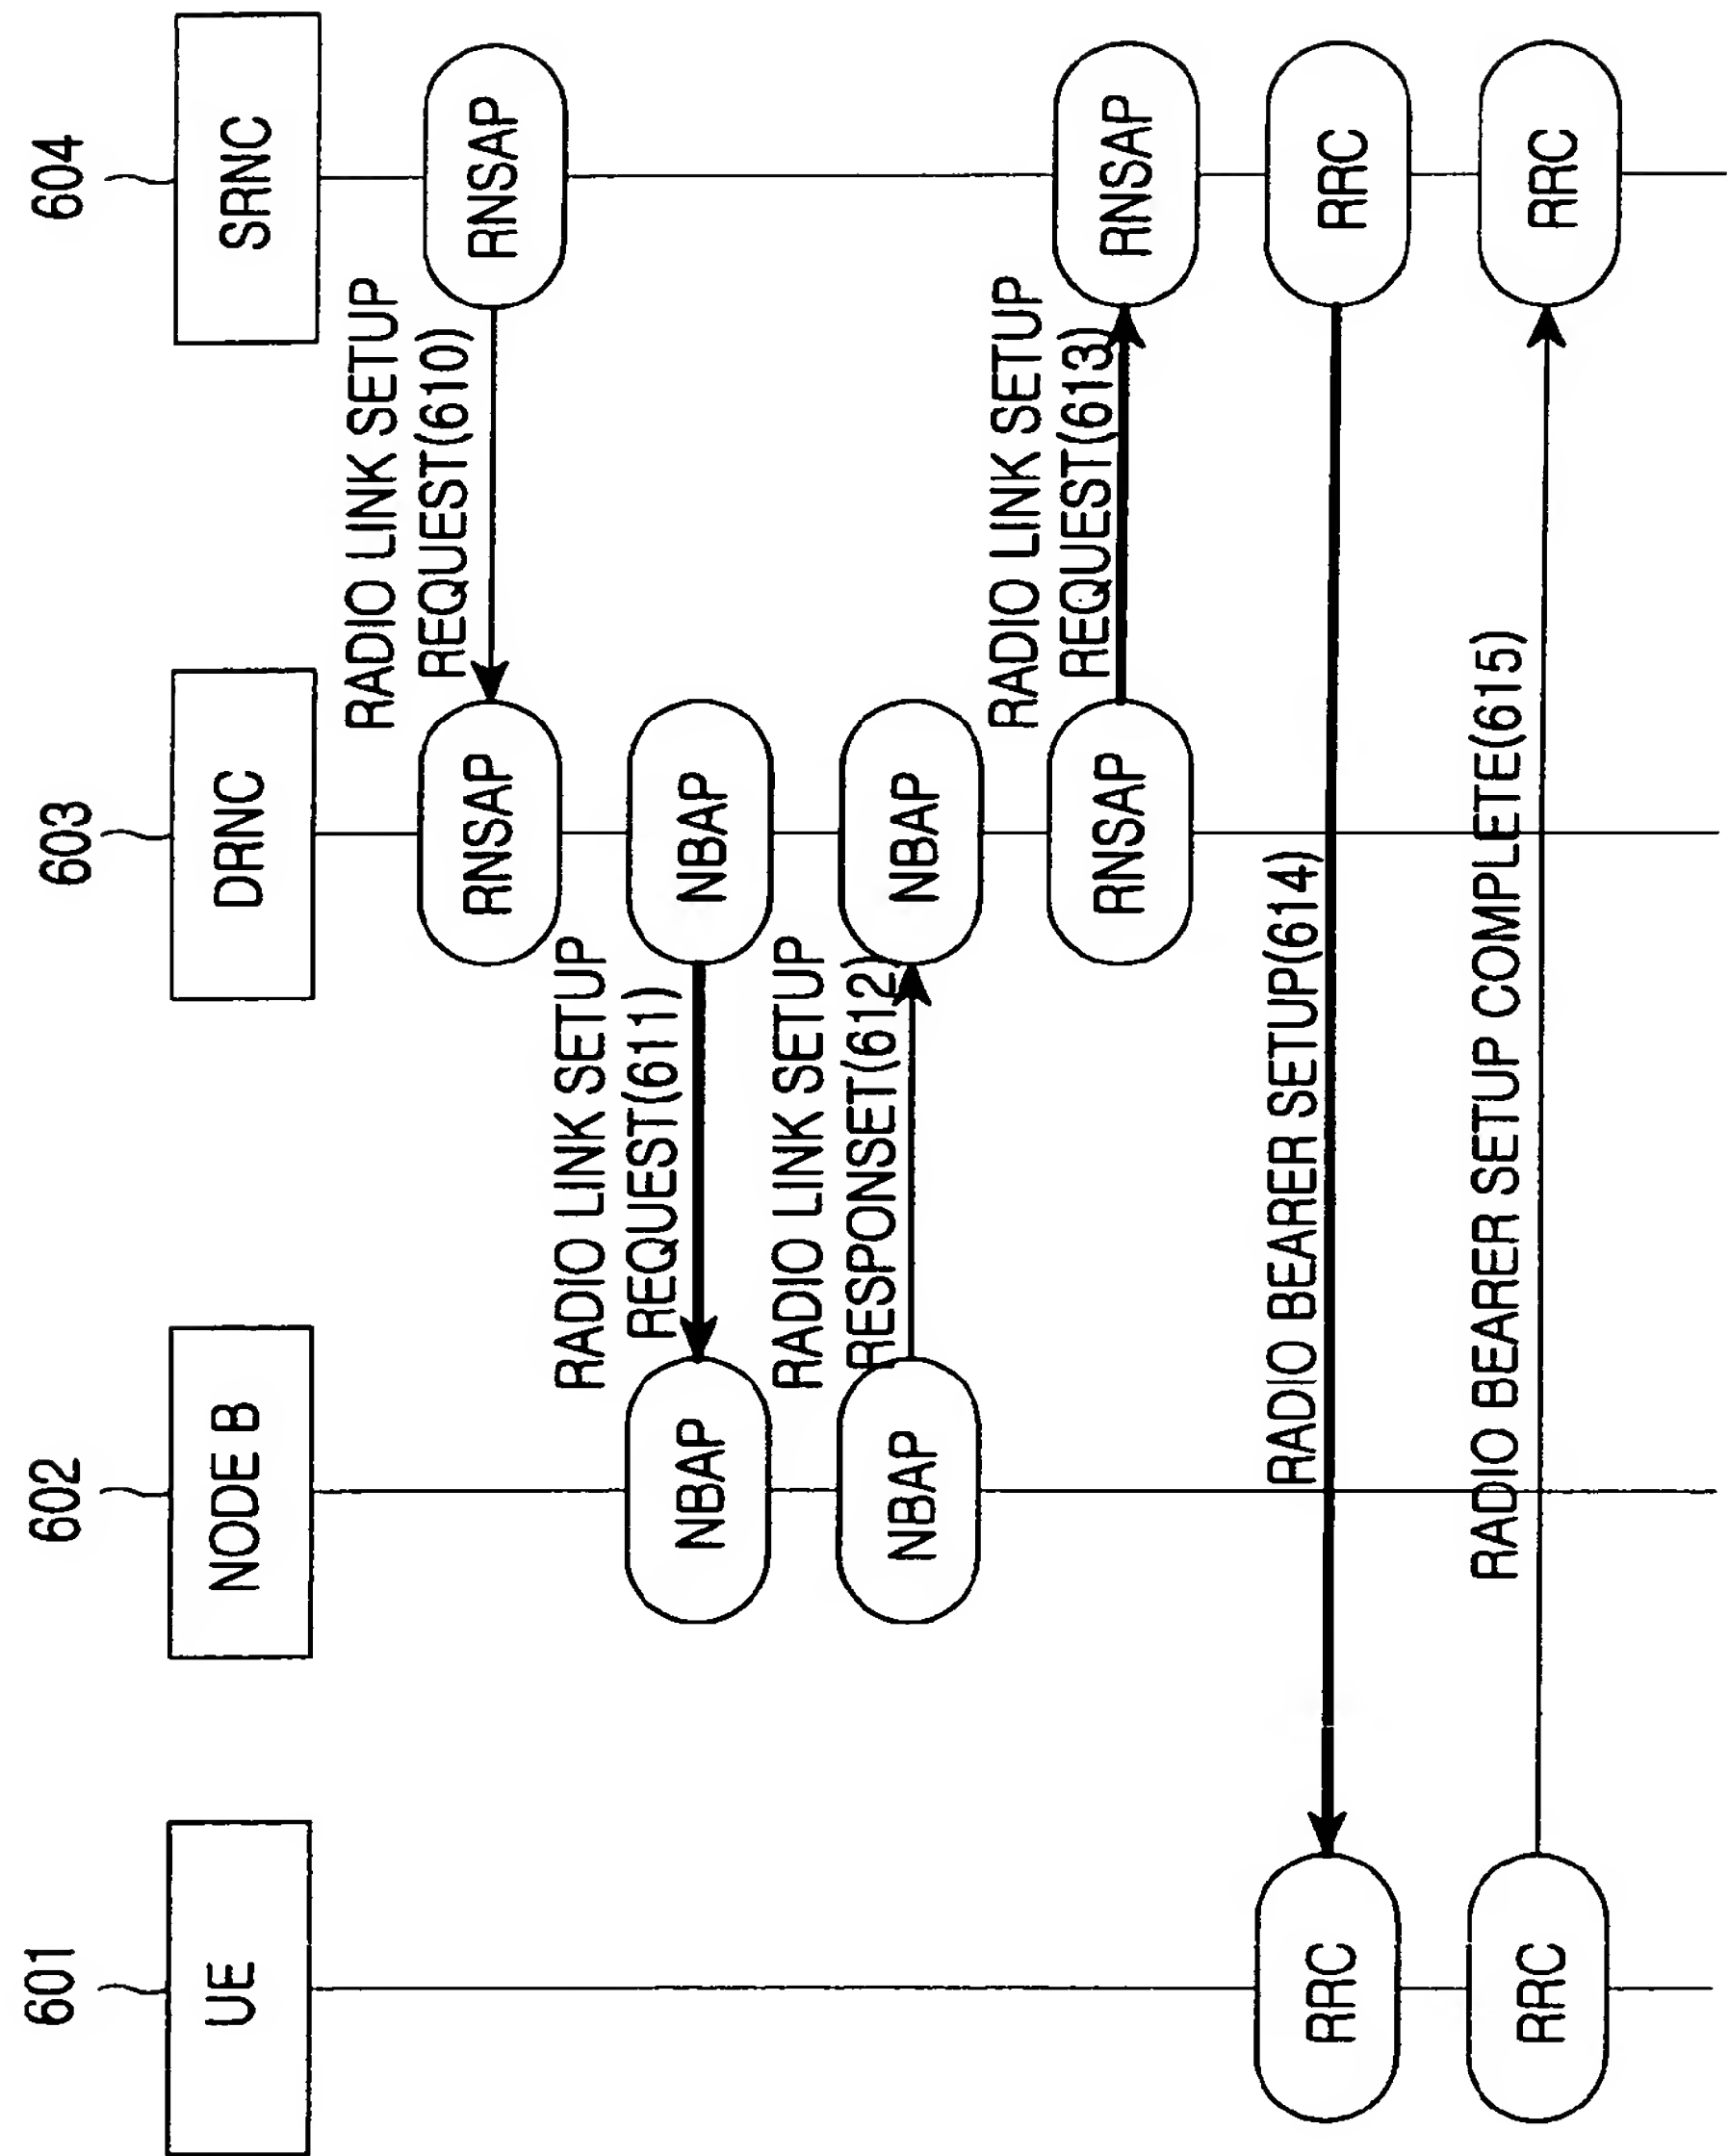 601
602
603
604
UE
NODE B
DRNC
SRNC
RADIO LINK SETUP
REQUEST(610)
RNSAP
RNSAP
RADIO LINK SETUP
REQUEST(611)
NBAP
NBAP
RADIO LINK SETUP
RESPONSET(612)
NBAP
NBAP
RADIO LINK SETUP
REQUEST(613)
RNSAP
RNSAP
RADIO BEARER SETUP(614)
RRC
RRC
RADIO BEARER SETUP COMPLETE(615)
RRC
RRC